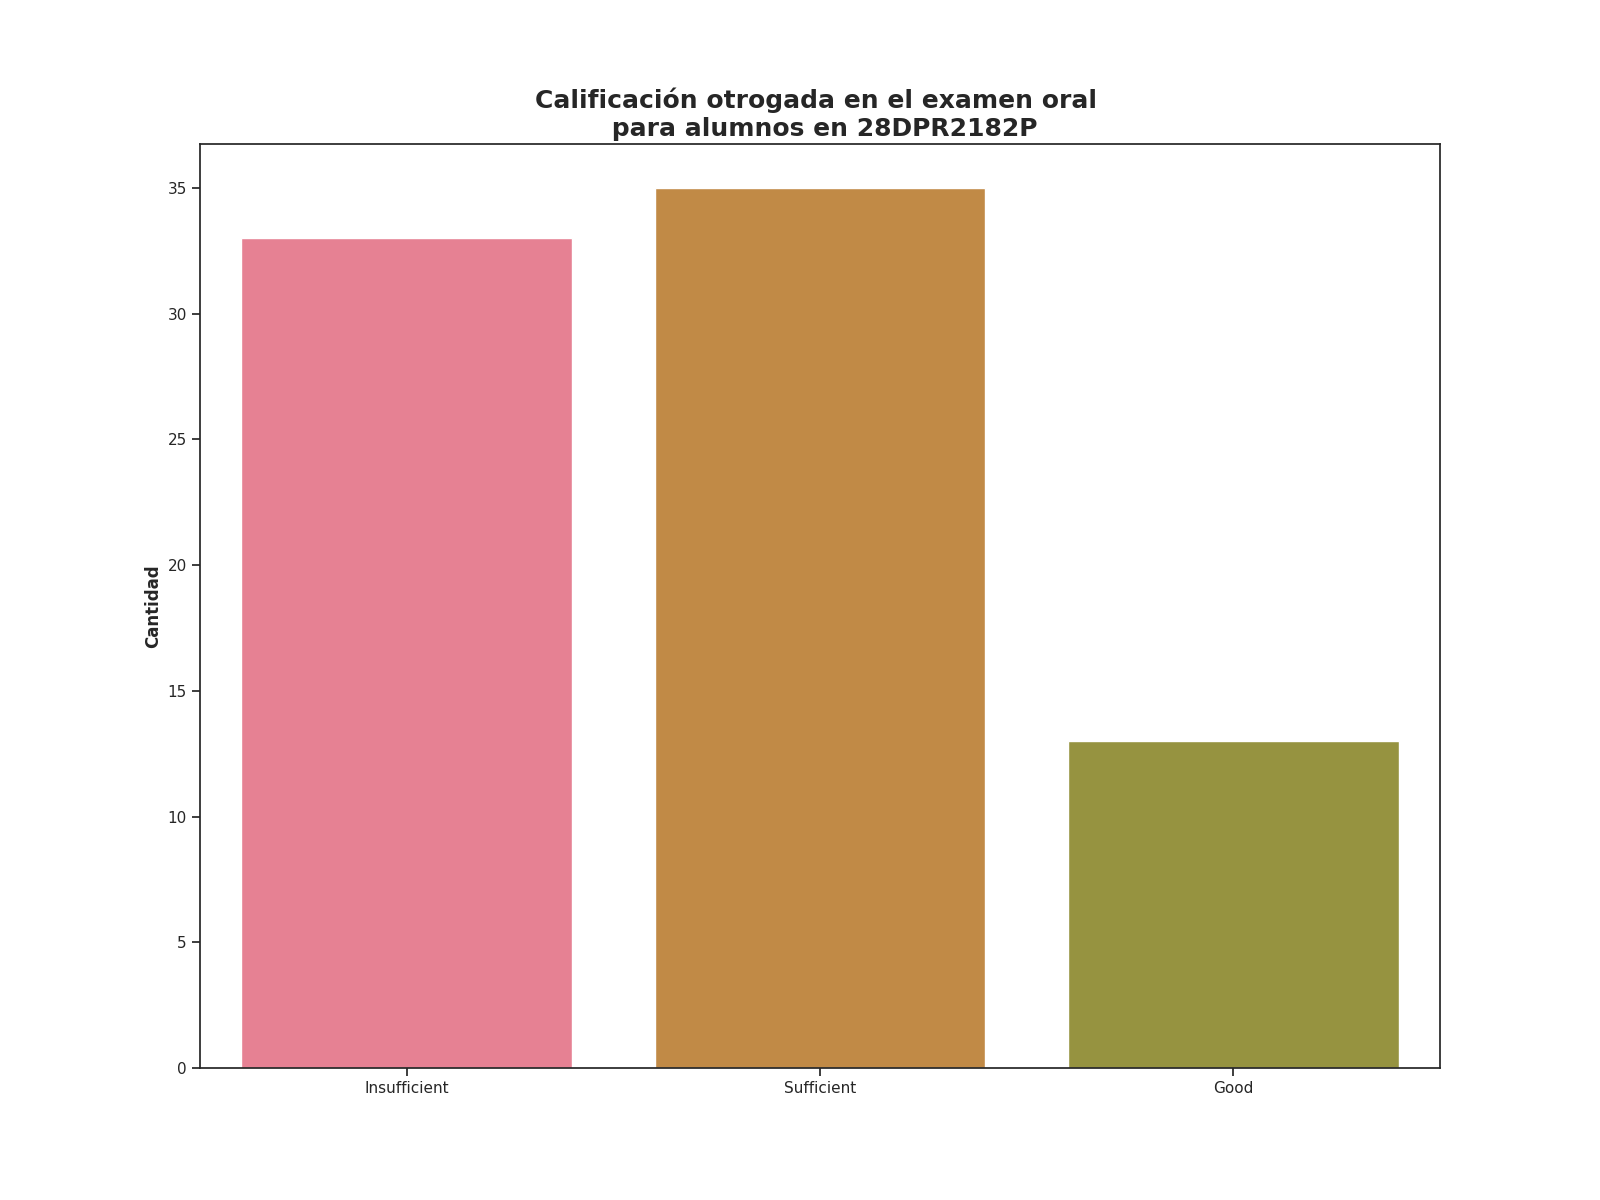 Calificación otrogada en el examen oral
para alumnos en 28DPR2182P
Cantidad
35
30
25
20
15
10
5
0
Insufficient
Sufficient
Good